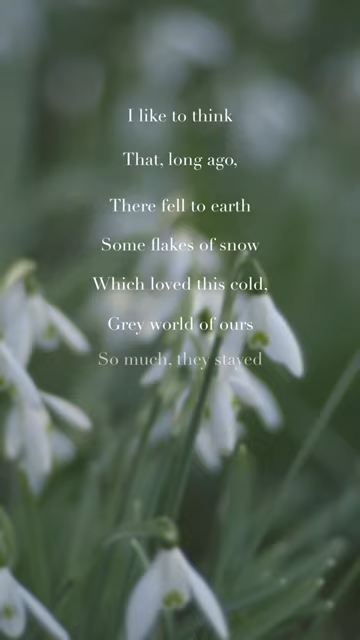 I like to think
That, long ago,
There fell to earth
Some flakes of snow
Which loved this cold,
Grey world of ours
So much, they stayed